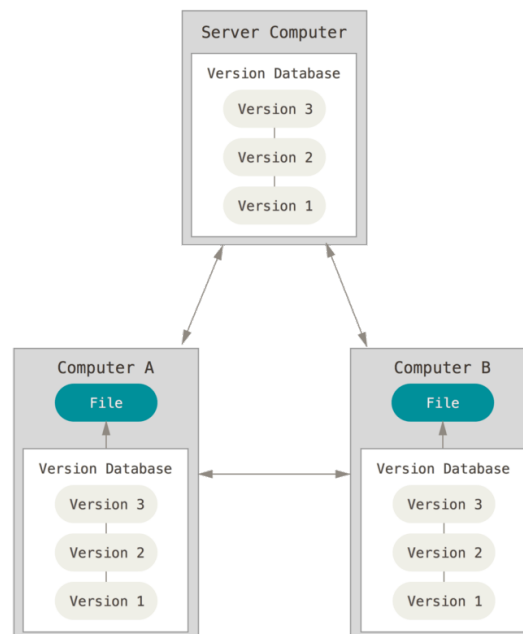 Server Computer
Version Database
Version 3
Version 2
Version 1
Computer A
File
Version Database
Version 3
Version 2
Version 1
Computer B
File
Version Database
Version 3
Version 2
Version 1